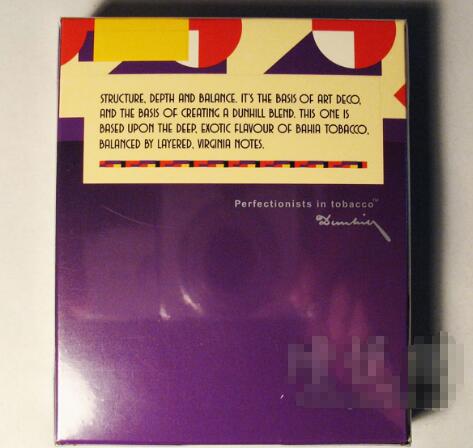 STRUCTURE, DEPTH AND BALANCE. IT'S THE BASIS OF ART DECO,
AND THE BASIS OF CREATING A DUNHILL BLEND. THIS ONE IS
BASED UPON THE DEEP, EXOTIC FLAVOUR OF BAHIA TOBACCO,
BALANCED BY LAYERED, VIRGINIA NOTES.
Perfectionists in tobacco™
Dunhill